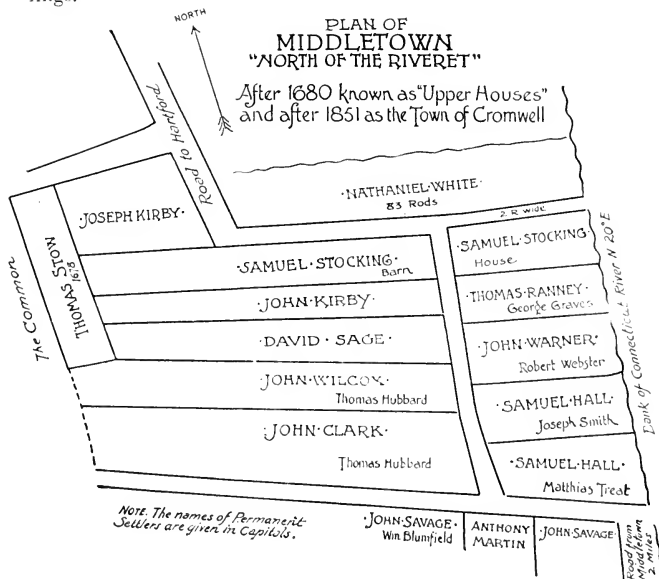 NORTH
PLAN OF
MIDDLETOWN
"NORTH OF THE RIVERET"
After 1680 known as "Upper Houses"
and after 1851 as the Town of Cromwell
Road to Hartford
·NATHANIEL·WHITE·
83 Rods
2 R wide
·JOSEPH KIRBY·
The Common
THOMAS STOW
1678
·SAMUEL·STOCKING·
Barn
·JOHN·KIRBY·
·DAVID·SAGE·
·JOHN·WILCOX·
Thomas Hubbard
·JOHN·CLARK·
Thomas Hubbard
·SAMUEL·STOCKING·
House
·THOMAS·RANNEY·
George Graves
·JOHN·WARNER·
Robert Webster
·SAMUEL·HALL·
Joseph Smith
·SAMUEL·HALL·
Matthias Treat
Bank of Connecticut River N 20°E
NOTE. The names of Permanent
Settlers are given in Capitols.
·JOHN·SAVAGE·
Wm Blumfield
ANTHONY
MARTIN
·JOHN·SAVAGE·
Road from
Middletown
2 Miles